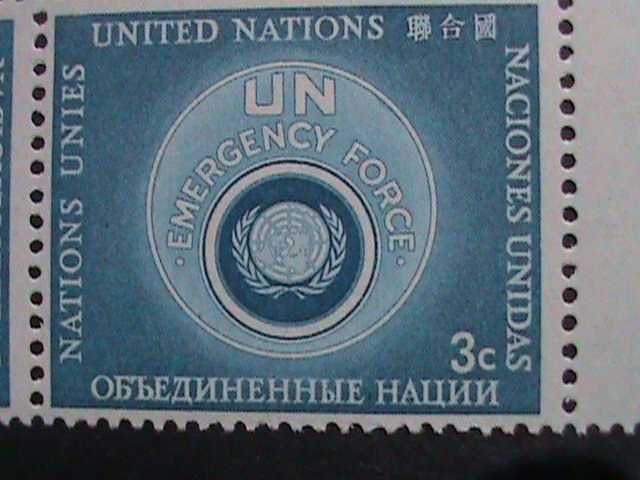 UNITED NATIONS 聯合國
NATIONS UNIES
NACIONES UNIDAS
UN
· EMERGENCY FORCE ·
3c
ОБЪЕДИНЕННЫЕ НАЦИИ